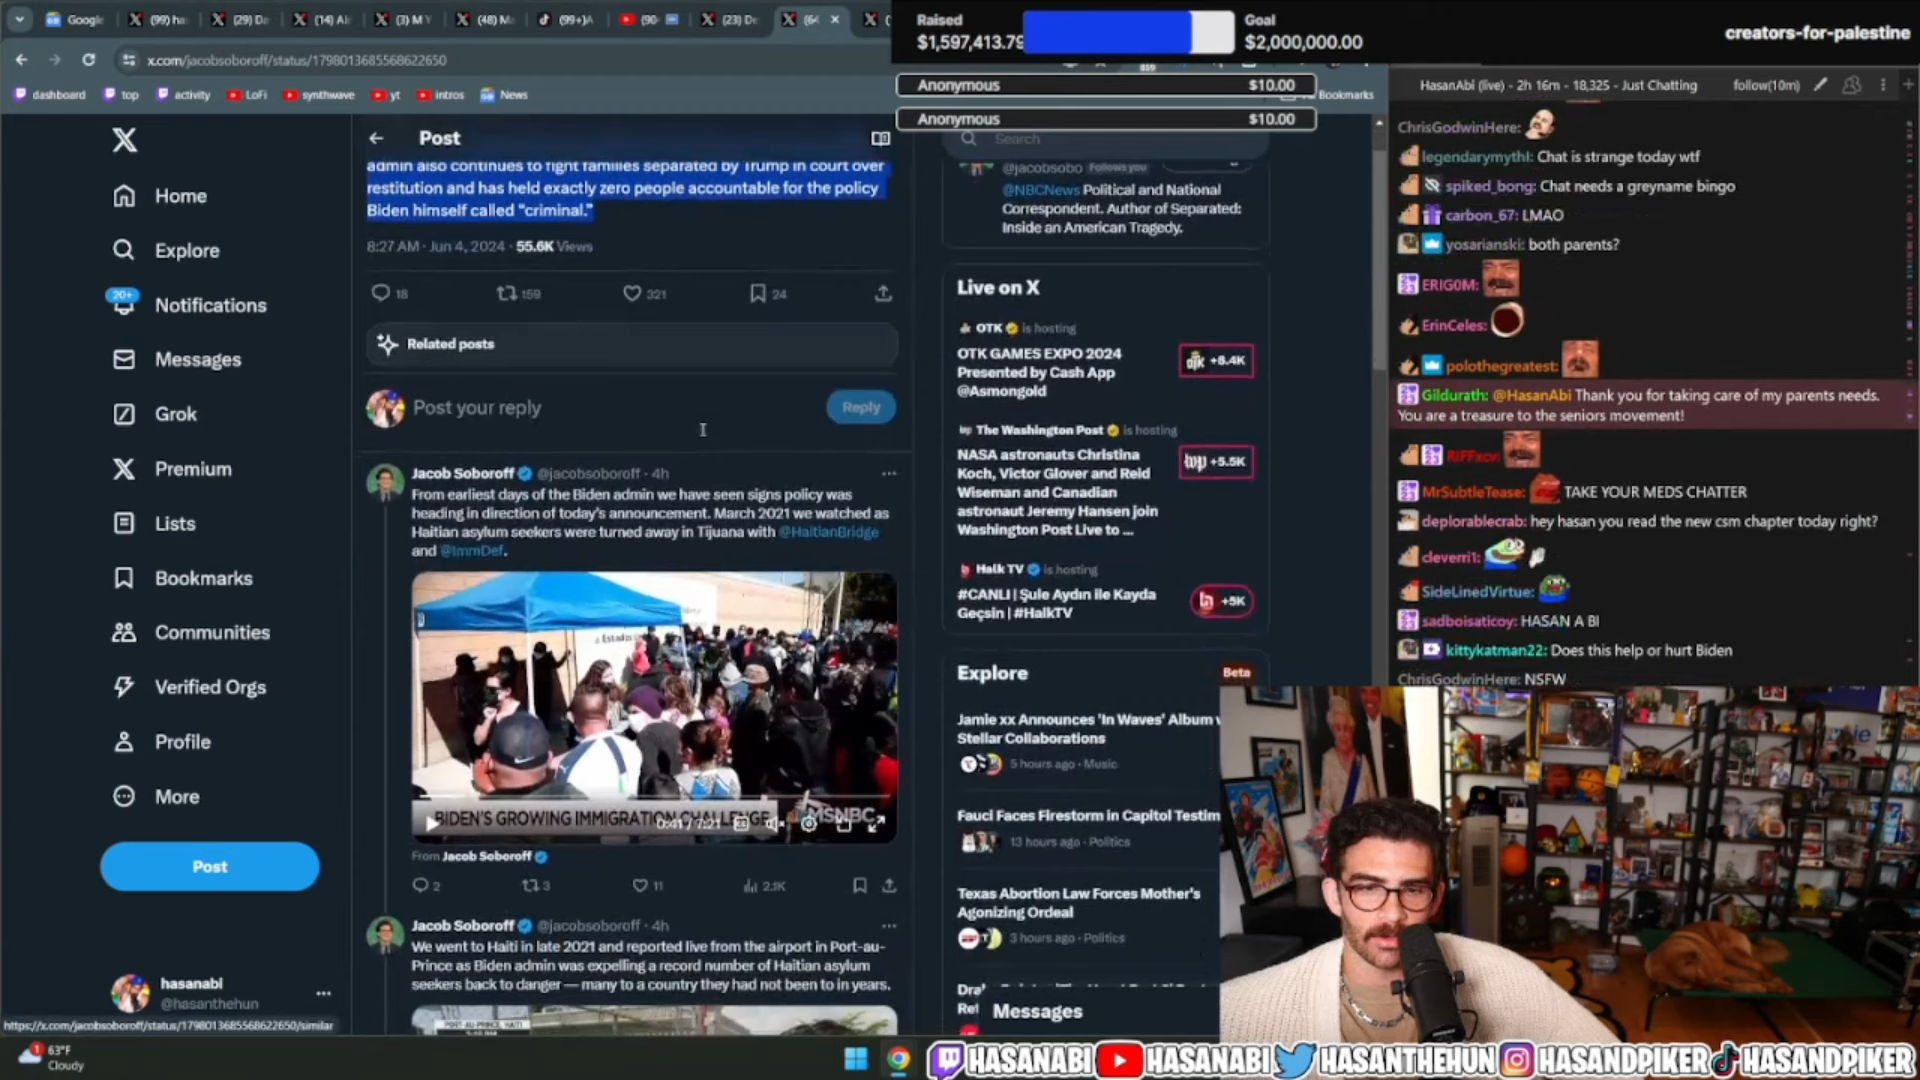 Google
(99) ha
(29) Da
(14) Al
(3) M Y
(48) M
(99+)
(90
(23) De
(64
Raised
$1,597,413.79
Goal
$2,000,000.00
creators-for-palestine
x.com/jacobsoboroff/status/1798013685568622650
dashboard
top
activity
LoFi
synthwave
yt
intros
News
Bookmarks
Anonymous $10.00
Anonymous $10.00
Home
Explore
20+
Notifications
Messages
Grok
Premium
Lists
Bookmarks
Communities
Verified Orgs
Profile
More
Post
hasanabi
@hasanthehun
https://x.com/jacobsoboroff/status/1798013685568622650/similar
Post
admin also continues to fight families separated by Trump in court over
restitution and has held exactly zero people accountable for the policy
Biden himself called “criminal.”
8:27 AM · Jun 4, 2024 · 55.6K Views
18 159 321 24
Related posts
Post your reply
Reply
Jacob Soboroff @jacobsoboroff · 4h
From earliest days of the Biden admin we have seen signs policy was
heading in direction of today's announcement. March 2021 we watched as
Haitian asylum seekers were turned away in Tijuana with @HaitianBridge
and @ImmDef.
BIDEN'S GROWING IMMIGRATION CHALLENGE
0:41 / 7:21
MSNBC
From Jacob Soboroff
2 3 11 2.1K
Jacob Soboroff @jacobsoboroff · 4h
We went to Haiti in late 2021 and reported live from the airport in Port-au-
Prince as Biden admin was expelling a record number of Haitian asylum
seekers back to danger — many to a country they had not been to in years.
PORT-AU-PRINCE, HAITI
Search
@jacobsobo Follows you
@NBCNews Political and National
Correspondent. Author of Separated:
Inside an American Tragedy.
Live on X
OTK is hosting
OTK GAMES EXPO 2024
Presented by Cash App
@Asmongold
+8.4K
The Washington Post is hosting
NASA astronauts Christina
Koch, Victor Glover and Reid
Wiseman and Canadian
astronaut Jeremy Hansen join
Washington Post Live to ...
+5.5K
Halk TV is hosting
#CANLI | Şule Aydın ile Kayda
Geçsin | #HalkTV
+5K
Explore
Beta
Jamie xx Announces 'In Waves' Album
Stellar Collaborations
5 hours ago · Music
Fauci Faces Firestorm in Capitol Testim
13 hours ago · Politics
Texas Abortion Law Forces Mother's
Agonizing Ordeal
3 hours ago · Politics
Messages
HasanAbi (live) - 2h 16m - 18,325 - Just Chatting
follow(10m)
ChrisGodwinHere:
legendarymythl: Chat is strange today wtf
spiked_bong: Chat needs a greyname bingo
carbon_67: LMAO
yosarianski: both parents?
ERIG0M:
ErinCeles:
polothegreatest:
Gildurath: @HasanAbi Thank you for taking care of my parents needs.
You are a treasure to the seniors movement!
RIFFxcv:
MrSubtleTease: TAKE YOUR MEDS CHATTER
deplorablecrab: hey hasan you read the new csm chapter today right?
cleverri1:
SideLinedVirtue:
sadboisaticoy: HASAN A BI
kittykatman22: Does this help or hurt Biden
ChrisGodwinHere: NSFW
63°F
Cloudy
HASANABI HASANABI HASANTHEHUN HASANDPIKER HASANDPIKER